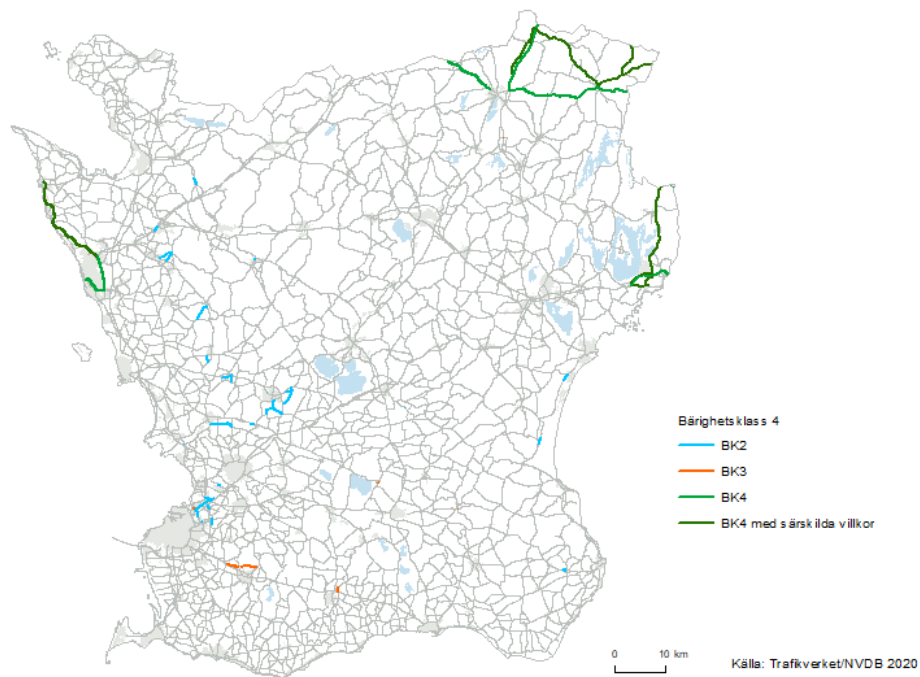 Bärighetsklass 4
BK2
BK3
BK4
BK4 med särskilda villkor
0 10 km
Källa: Trafikverket/NVDB 2020